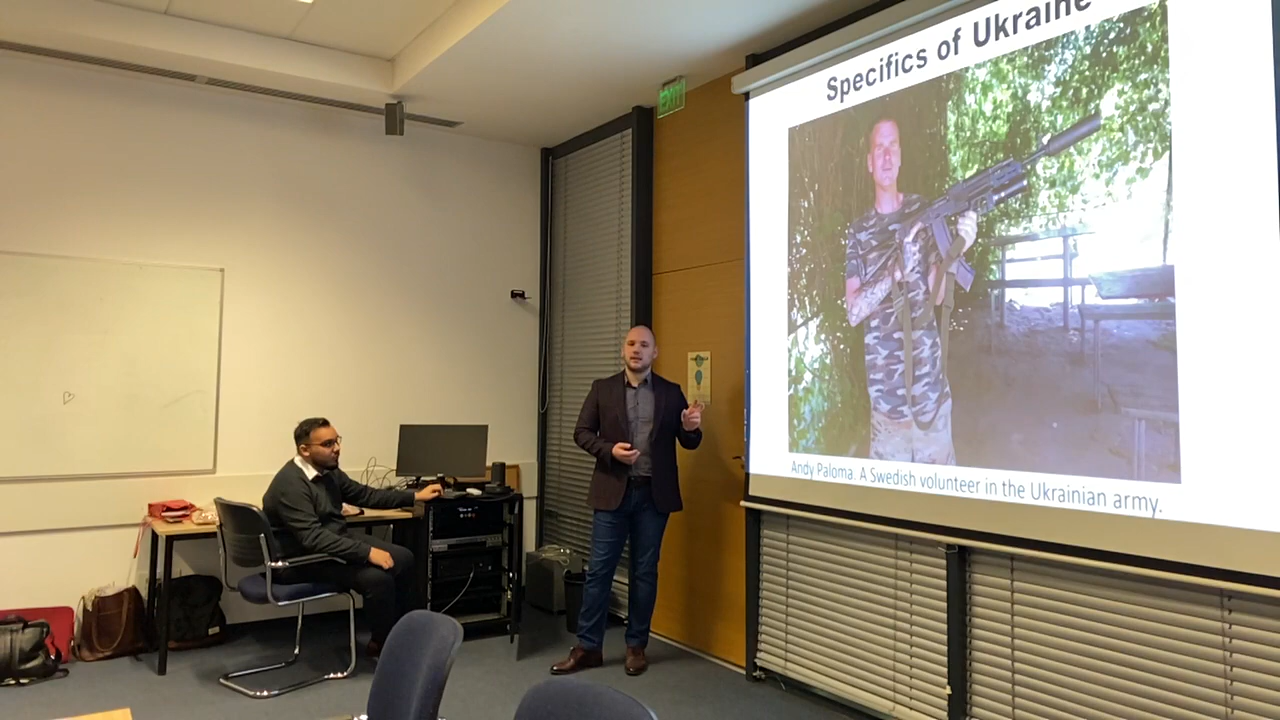 Specifics of Ukraine
EXIT
Andy Paloma. A Swedish volunteer in the Ukrainian army.